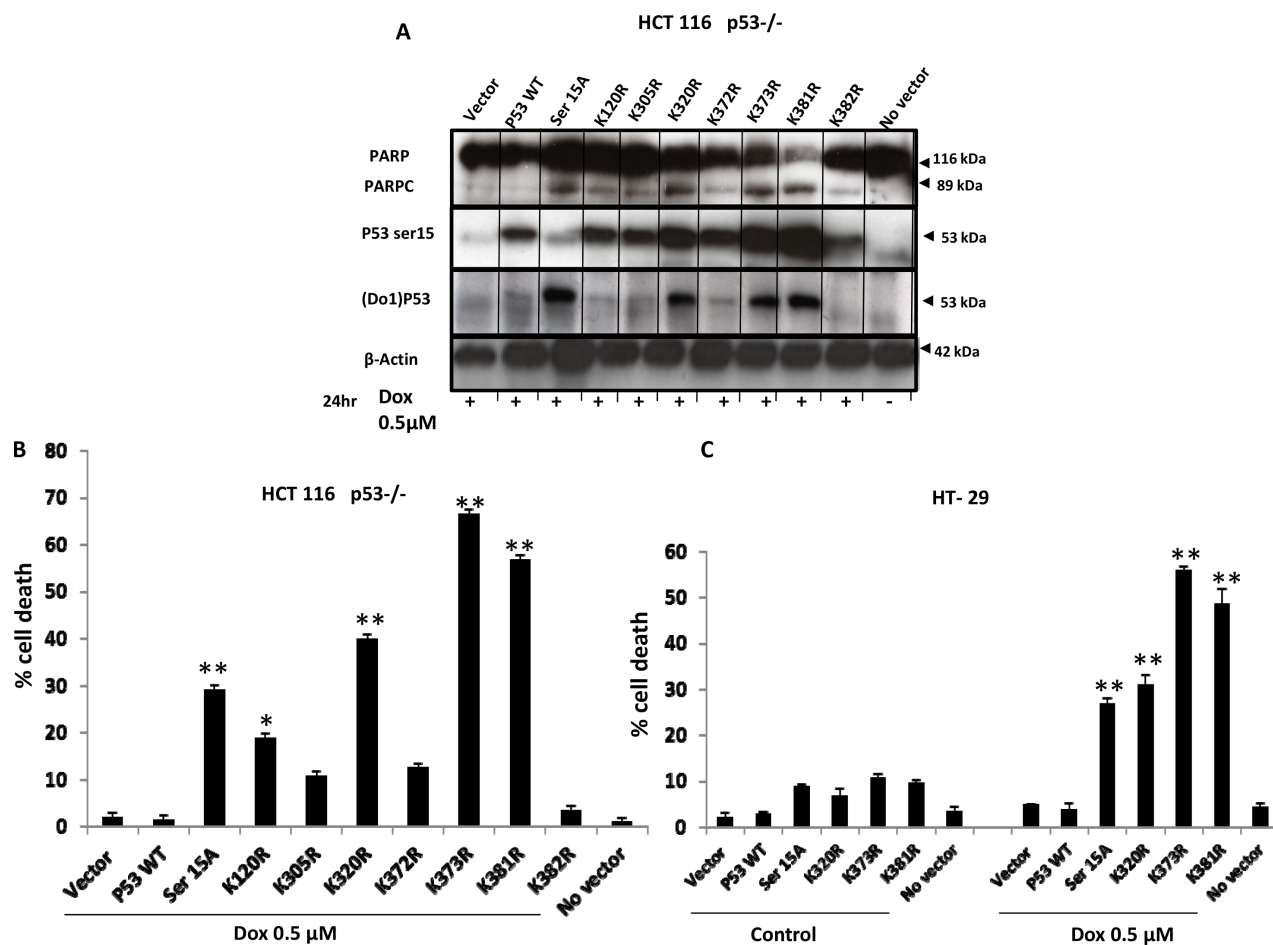 A
HCT 116 p53-/-
Vector P53 WT Ser 15A K120R K305R K320R K372R K373R K381R K382R No vector
PARP
116 kDa
PARPC
89 kDa
P53 ser15
53 kDa
(Do1)P53
53 kDa
β-Actin
42 kDa
24hr Dox + + + + + + + + + + -
0.5µM
B
HCT 116 p53-/-
% cell death
80
70
60
50
40
30
20
10
0
** * ** ** **
Vector P53 WT Ser 15A K120R K305R K320R K372R K373R K381R K382R No vector
Dox 0.5 µM
C
HT- 29
% cell death
60
50
40
30
20
10
0
** ** ** **
Vector P53 WT Ser 15A K320R K373R K381R No vector Vector P53 WT Ser 15A K320R K373R K381R No vector
Control Dox 0.5 µM